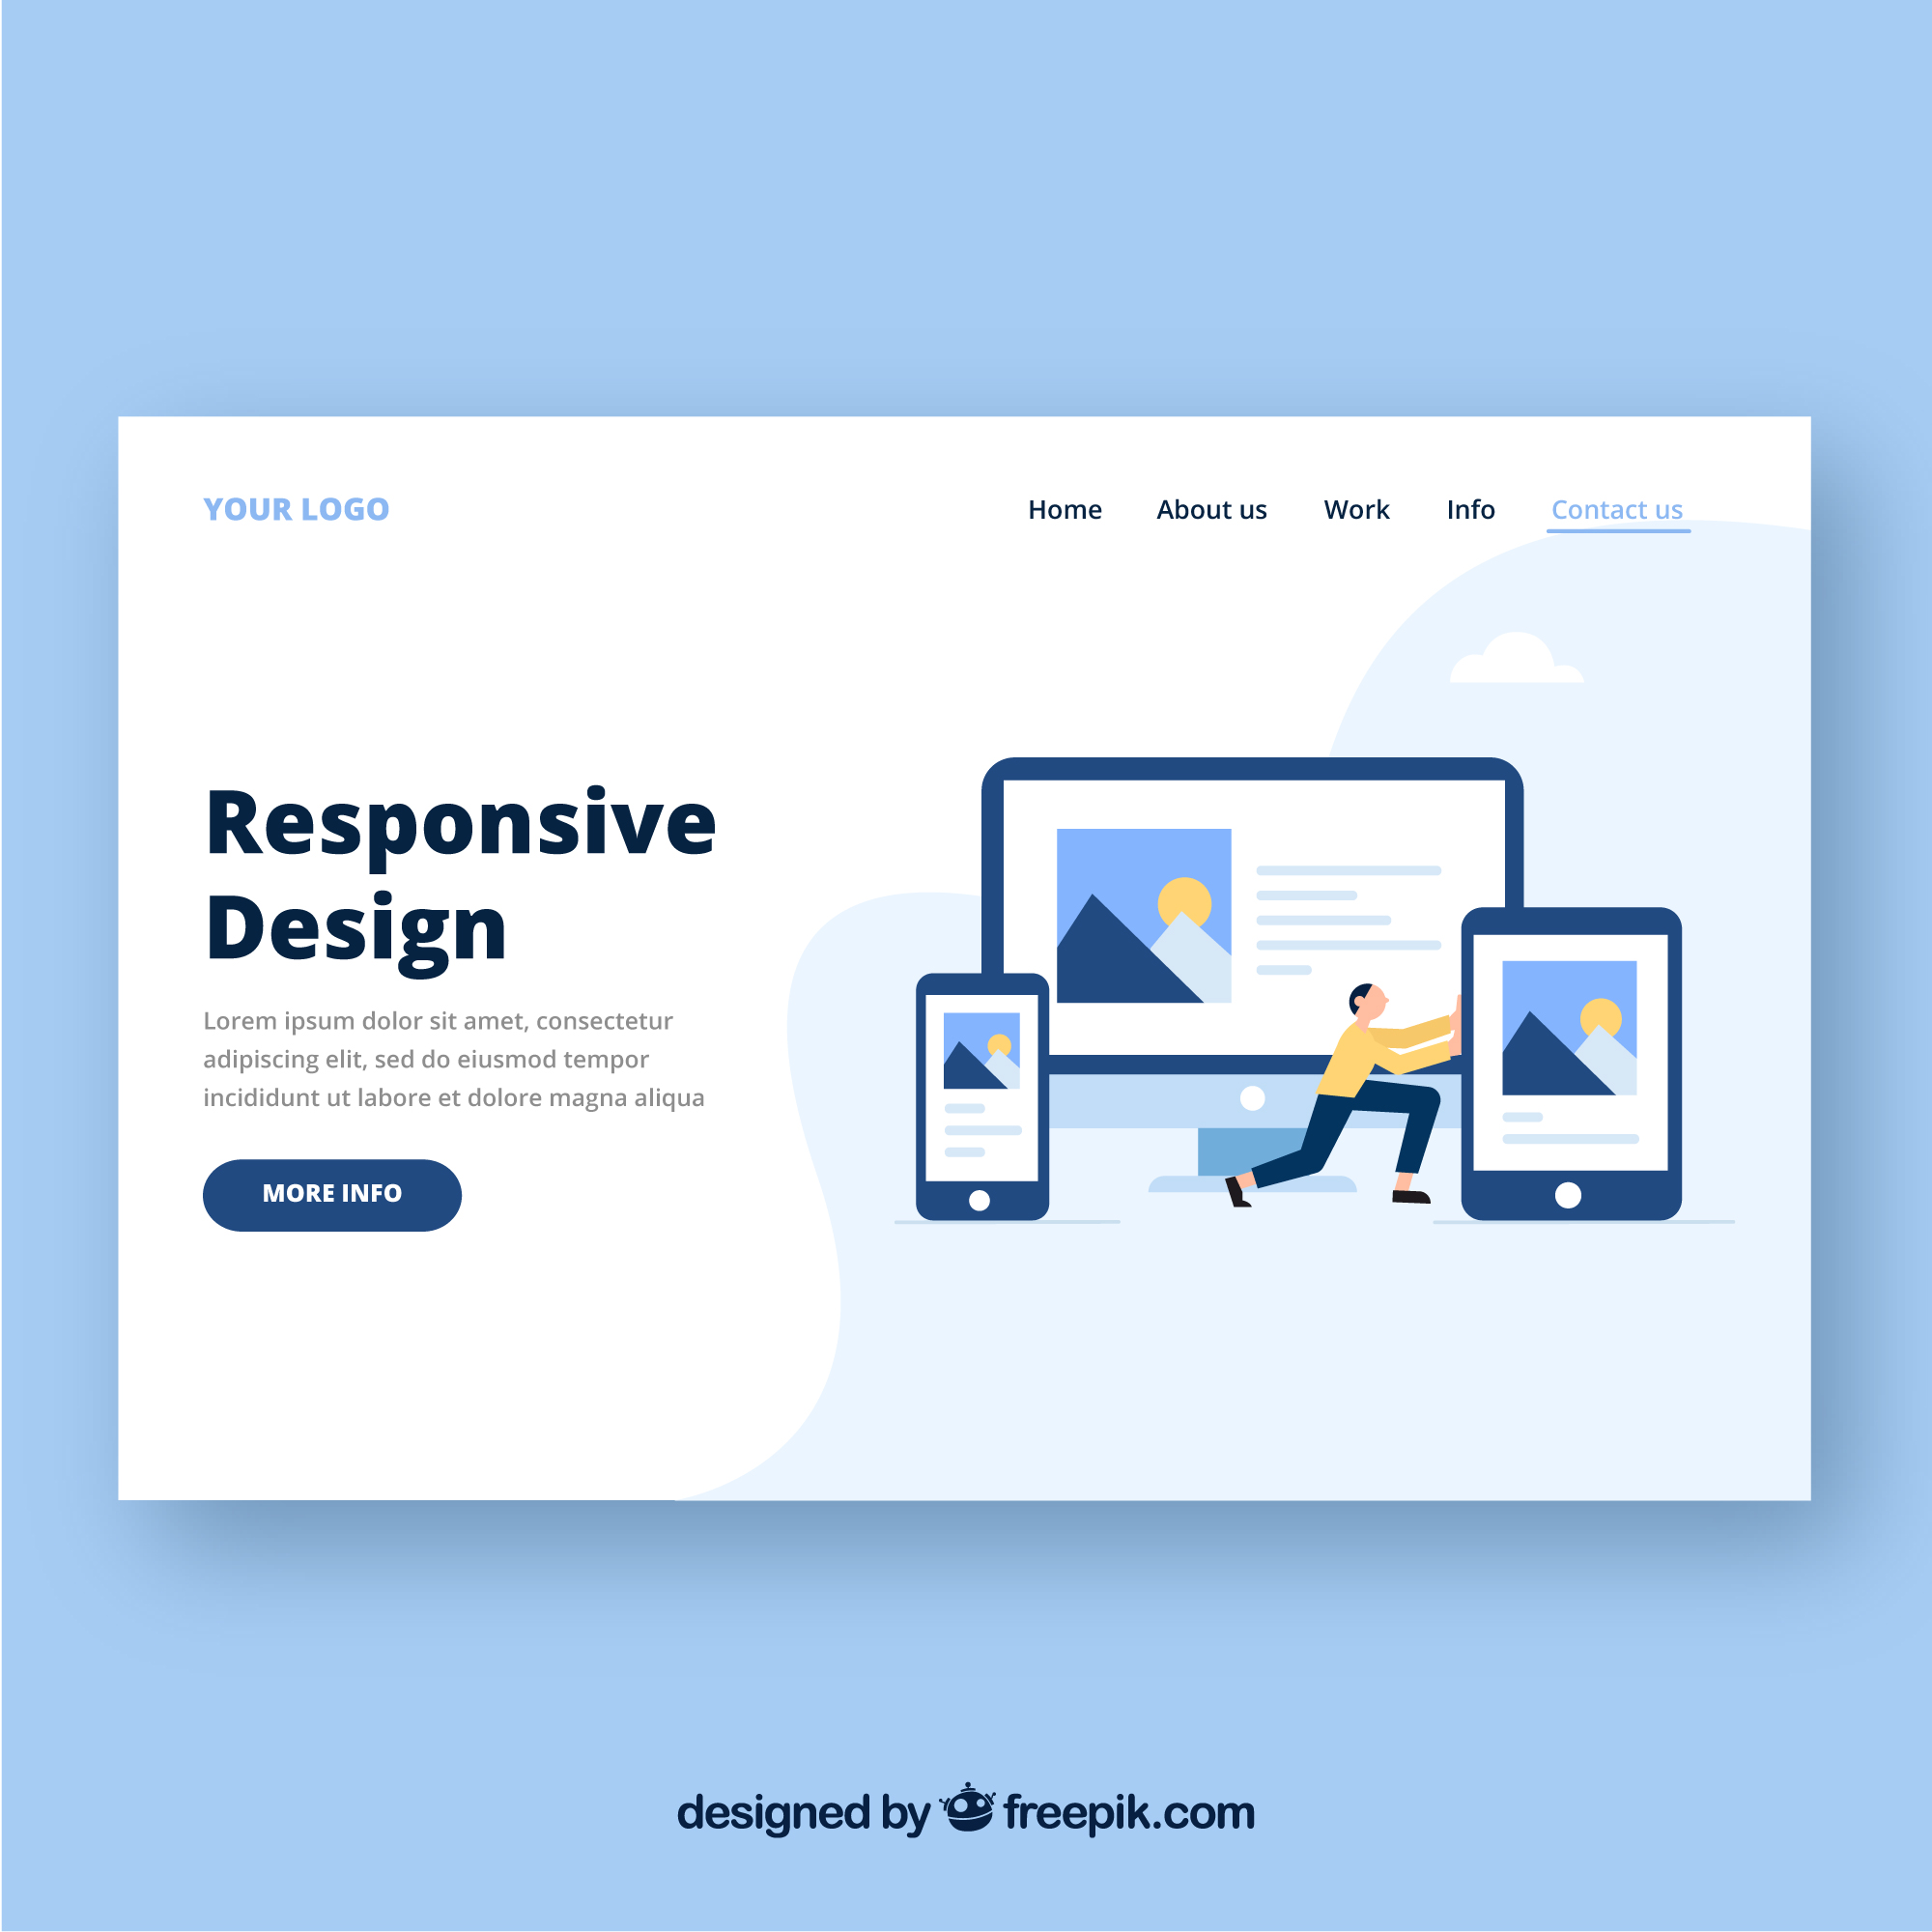 YOUR LOGO
Home About us Work Info Contact us
Responsive
Design
Lorem ipsum dolor sit amet, consectetur
adipiscing elit, sed do eiusmod tempor
incididunt ut labore et dolore magna aliqua
MORE INFO
designed by freepik.com